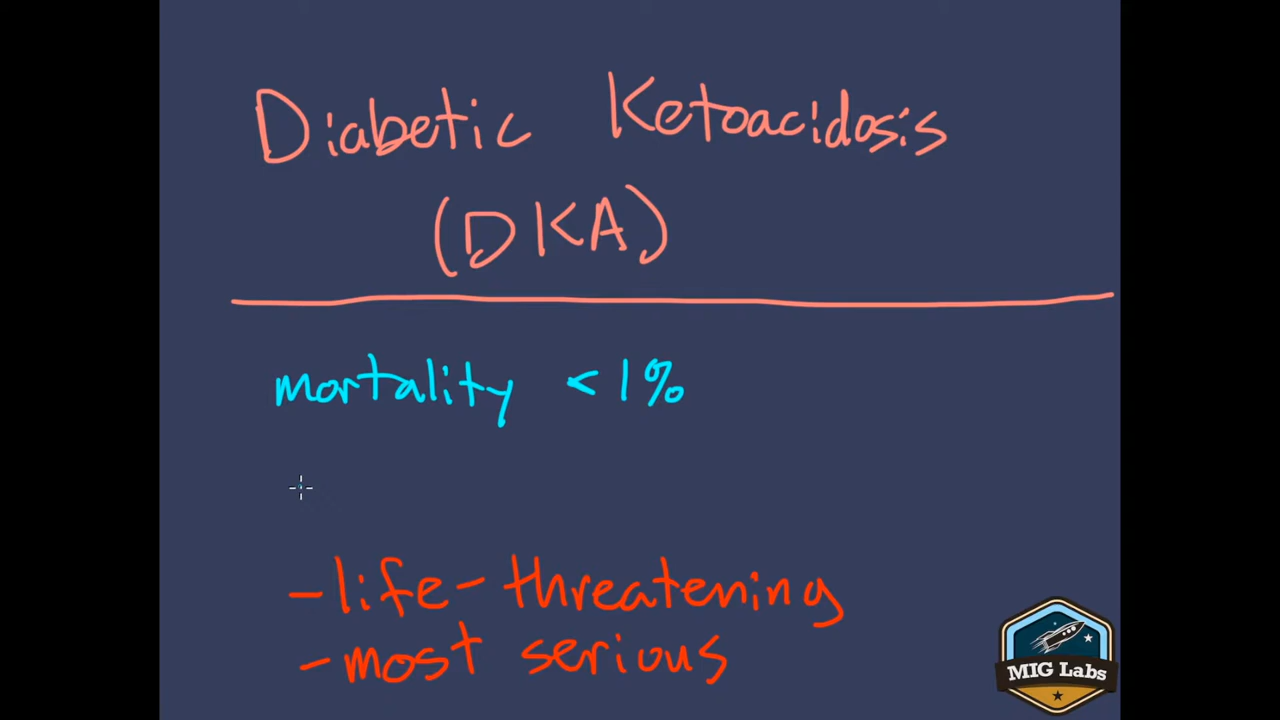 Diabetic Ketoacidosis
(DKA)
mortality <1%
-life-threatening
-most serious
MIG Labs